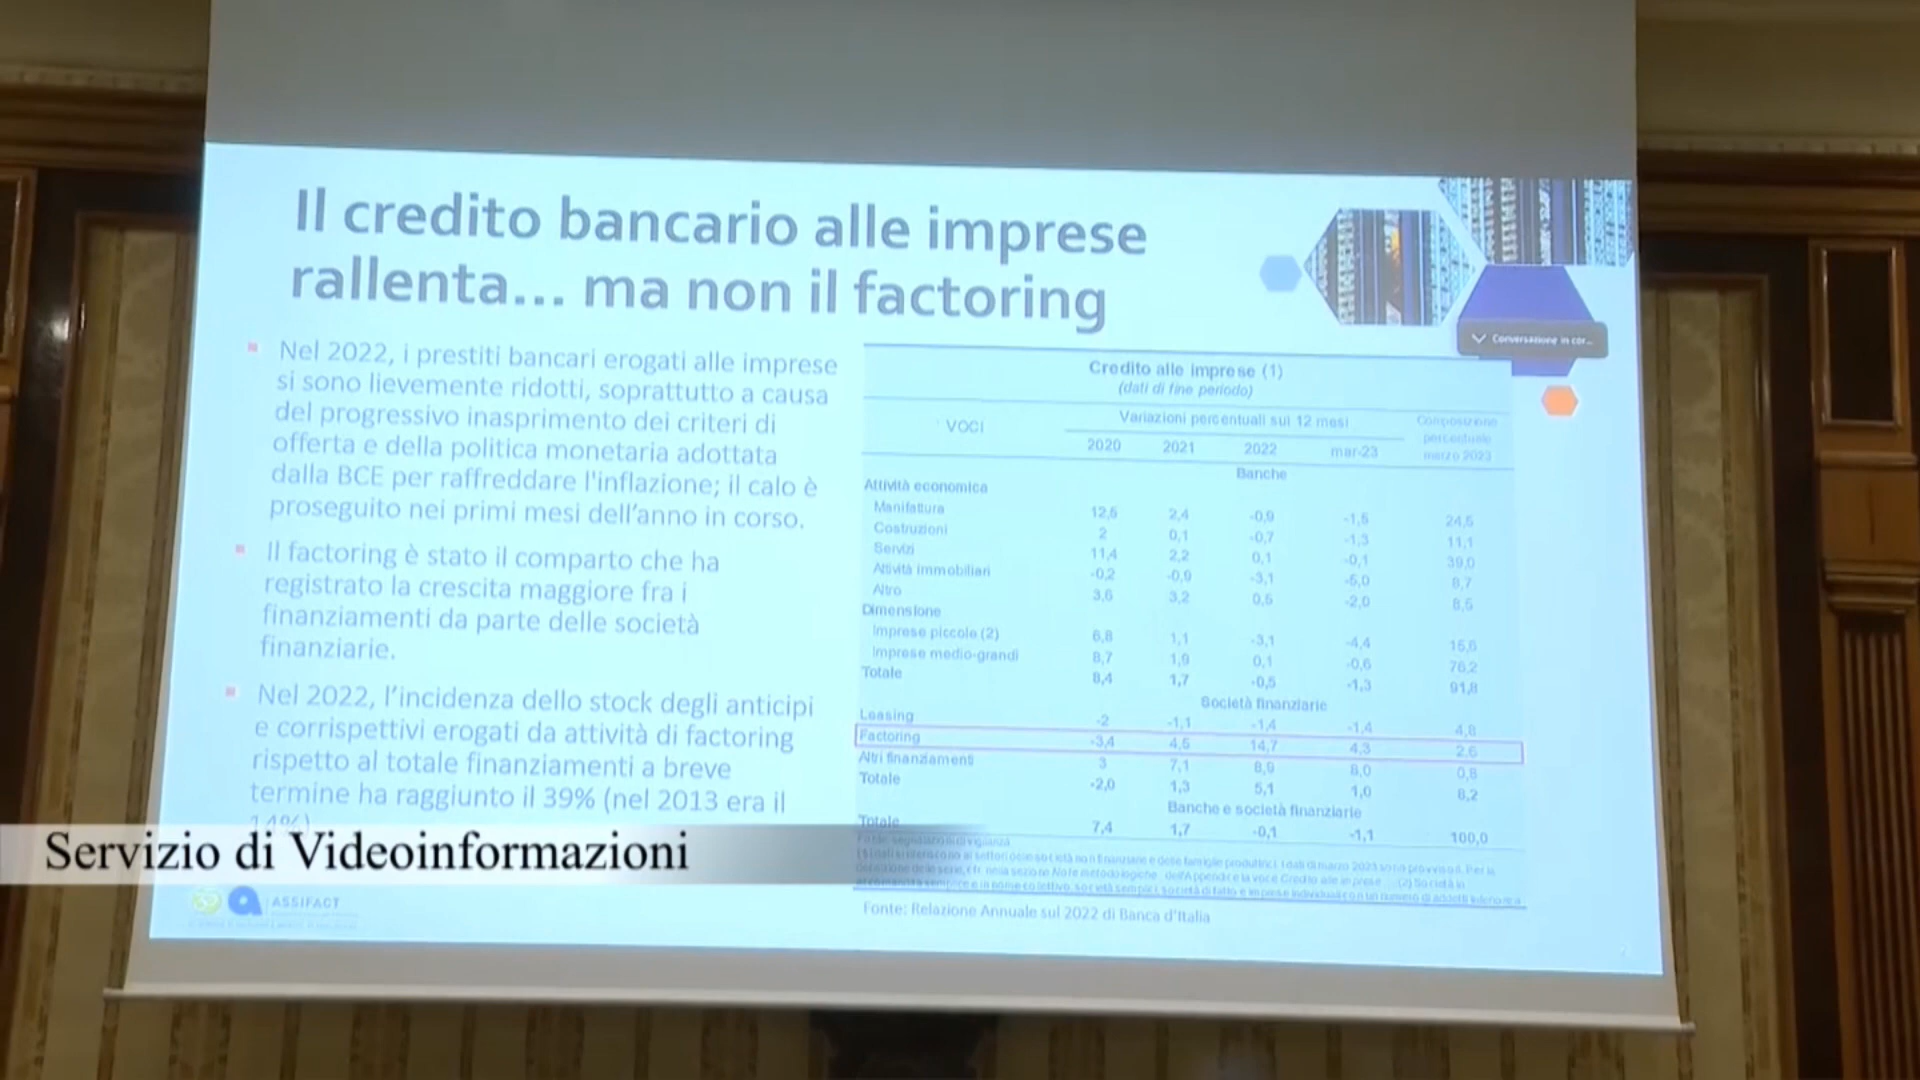 Il credito bancario alle imprese
rallenta... ma non il factoring
Conversazione in cor...
Nel 2022, i prestiti bancari erogati alle imprese
si sono lievemente ridotti, soprattutto a causa
del progressivo inasprimento dei criteri di
offerta e della politica monetaria adottata
dalla BCE per raffreddare l'inflazione; il calo è
proseguito nei primi mesi dell'anno in corso.
Il factoring è stato il comparto che ha
registrato la crescita maggiore fra i
finanziamenti da parte delle società
finanziarie.
Nel 2022, l'incidenza dello stock degli anticipi
e corrispettivi erogati da attività di factoring
rispetto al totale finanziamenti a breve
termine ha raggiunto il 39% (nel 2013 era il
14%)
Credito alle imprese (1)
(dati di fine periodo)
VOCI
Variazioni percentuali sui 12 mesi
Composizione
percentuale
marzo 2023
2020 2021 2022 mar-23
Banche
Attività economica
Manifattura 12,5 2,4 -0,9 -1,5 24,5
Costruzioni 2 0,1 -0,7 -1,3 11,1
Servizi 11,4 2,2 0,1 -0,1 39,0
Attività immobiliari -0,2 -0,9 -3,1 -5,0 8,7
Altro 3,6 3,2 0,5 -2,0 8,5
Dimensione
Imprese piccole (2) 6,8 1,1 -3,1 -4,4 15,6
Imprese medio-grandi 8,7 1,9 0,1 -0,6 76,2
Totale 8,4 1,7 -0,5 -1,3 91,8
Società finanziarie
Leasing -2 -1,1 -1,4 -1,4 4,8
Factoring -3,4 4,5 14,7 4,3 2,6
Altri finanziamenti 3 7,1 8,9 8,0 0,8
Totale -2,0 1,3 5,1 1,0 8,2
Banche e società finanziarie
Totale 7,4 1,7 -0,1 -1,1 100,0
Fonte: Relazione Annuale sul 2022 di Banca d'Italia
Servizio di Videoinformazioni
ASSIFACT